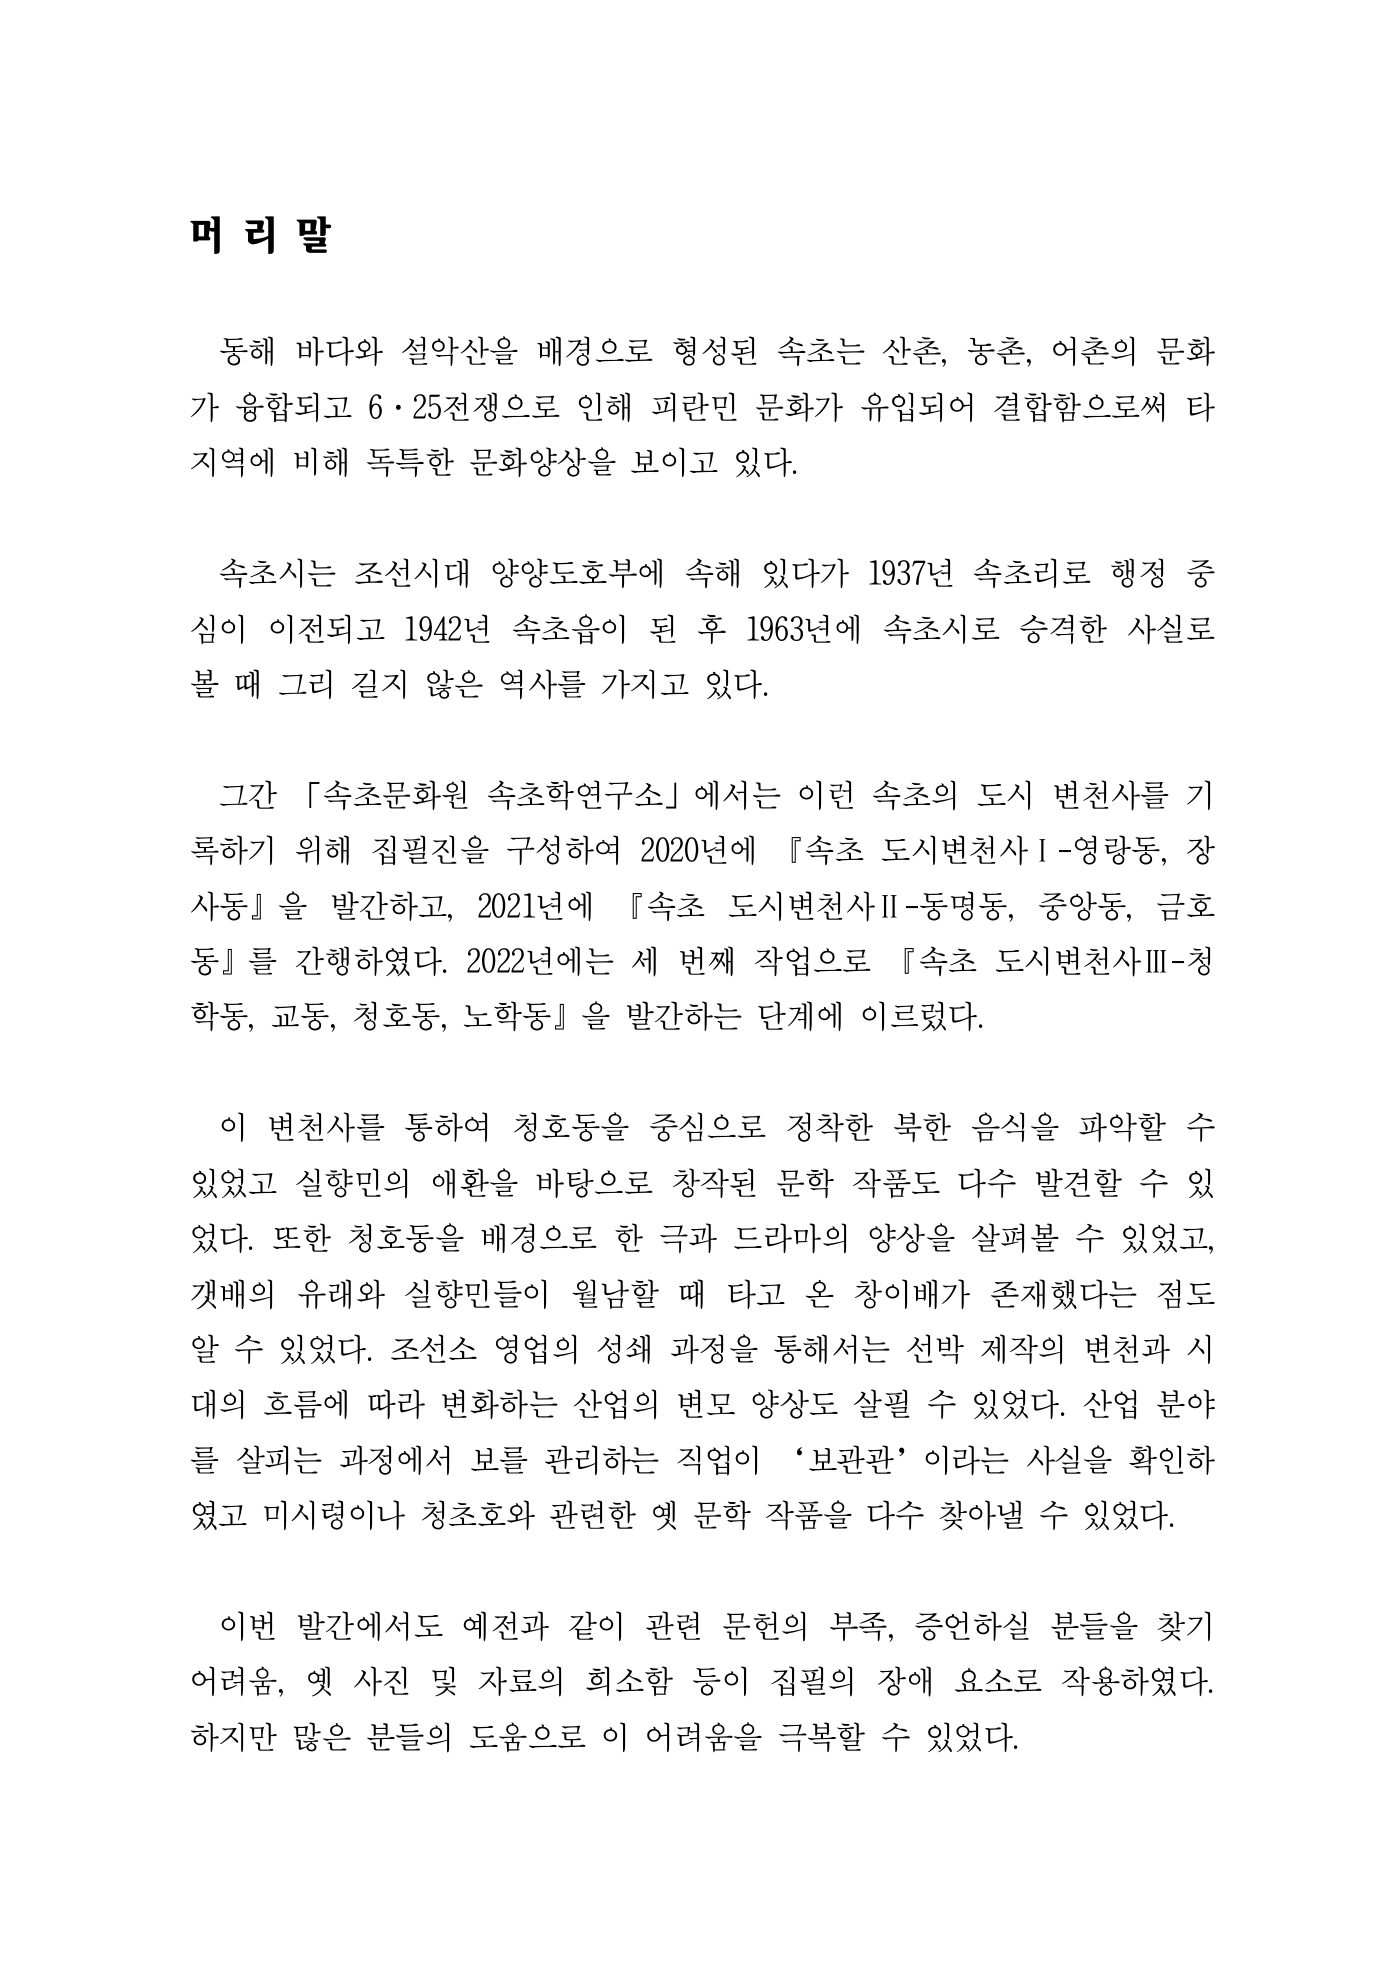 머 리 말
동해 바다와 설악산을 배경으로 형성된 속초는 산촌, 농촌, 어촌의 문화
가 융합되고 6·25전쟁으로 인해 피란민 문화가 유입되어 결합함으로써 타
지역에 비해 독특한 문화양상을 보이고 있다.
속초시는 조선시대 양양도호부에 속해 있다가 1937년 속초리로 행정 중
심이 이전되고 1942년 속초읍이 된 후 1963년에 속초시로 승격한 사실로
볼 때 그리 길지 않은 역사를 가지고 있다.
그간 「속초문화원 속초학연구소」에서는 이런 속초의 도시 변천사를 기
록하기 위해 집필진을 구성하여 2020년에 『속초 도시변천사Ⅰ-영랑동, 장
사동』을 발간하고, 2021년에 『속초 도시변천사Ⅱ-동명동, 중앙동, 금호
동』를 간행하였다. 2022년에는 세 번째 작업으로 『속초 도시변천사Ⅲ-청
학동, 교동, 청호동, 노학동』을 발간하는 단계에 이르렀다.
이 변천사를 통하여 청호동을 중심으로 정착한 북한 음식을 파악할 수
있었고 실향민의 애환을 바탕으로 창작된 문학 작품도 다수 발견할 수 있
었다. 또한 청호동을 배경으로 한 극과 드라마의 양상을 살펴볼 수 있었고,
갯배의 유래와 실향민들이 월남할 때 타고 온 창이배가 존재했다는 점도
알 수 있었다. 조선소 영업의 성쇄 과정을 통해서는 선박 제작의 변천과 시
대의 흐름에 따라 변화하는 산업의 변모 양상도 살필 수 있었다. 산업 분야
를 살피는 과정에서 보를 관리하는 직업이 ‘보관관’이라는 사실을 확인하
였고 미시령이나 청초호와 관련한 옛 문학 작품을 다수 찾아낼 수 있었다.
이번 발간에서도 예전과 같이 관련 문헌의 부족, 증언하실 분들을 찾기
어려움, 옛 사진 및 자료의 희소함 등이 집필의 장애 요소로 작용하였다.
하지만 많은 분들의 도움으로 이 어려움을 극복할 수 있었다.